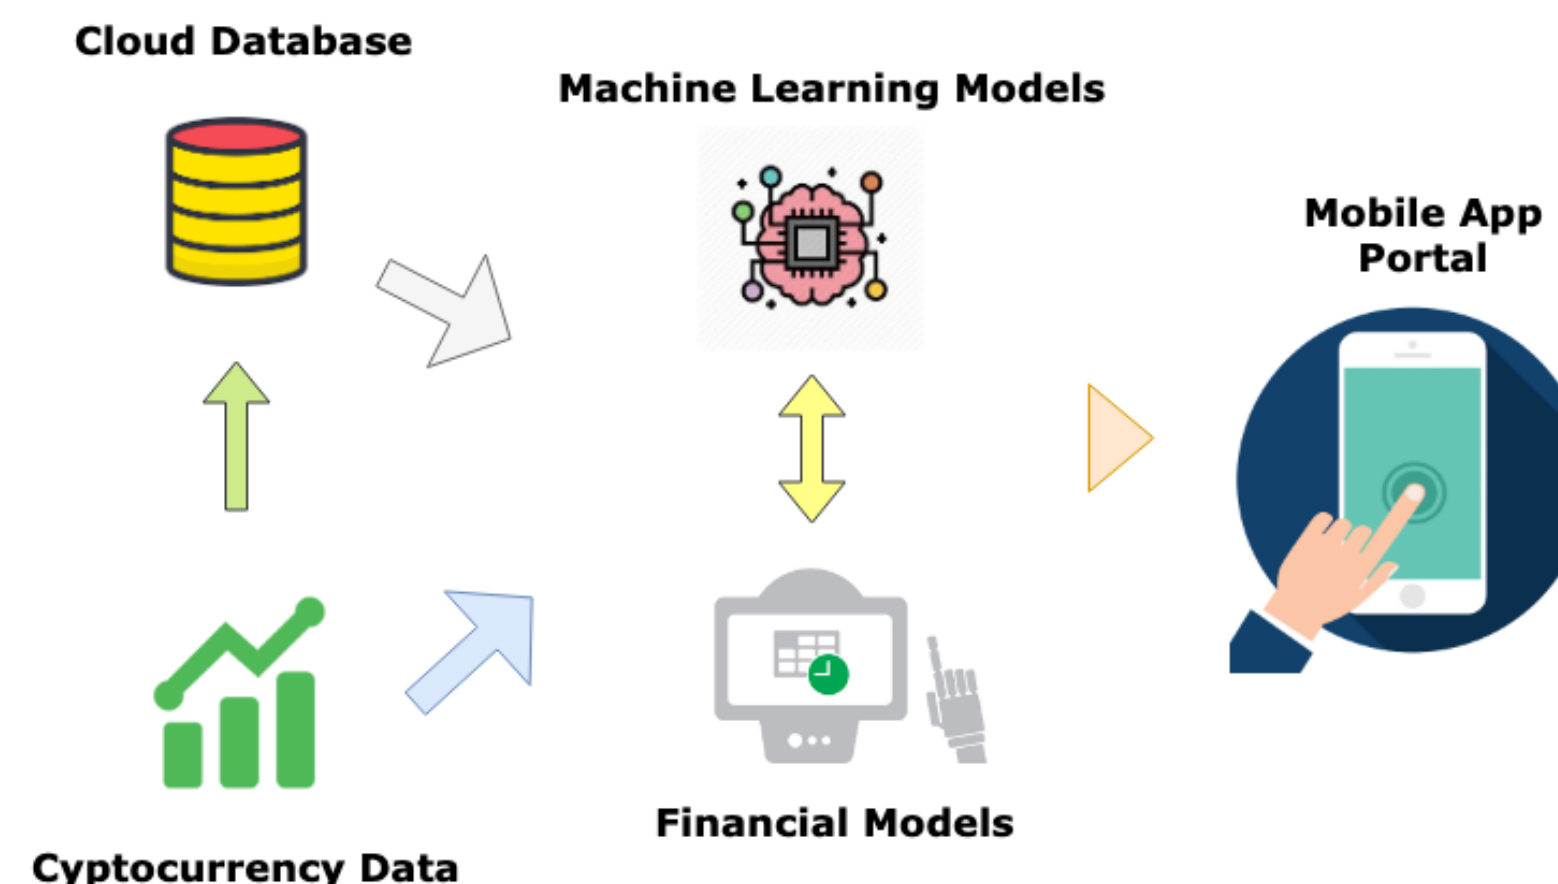 Cloud Database
Machine Learning Models
Mobile App
Portal
Financial Models
Cyptocurrency Data